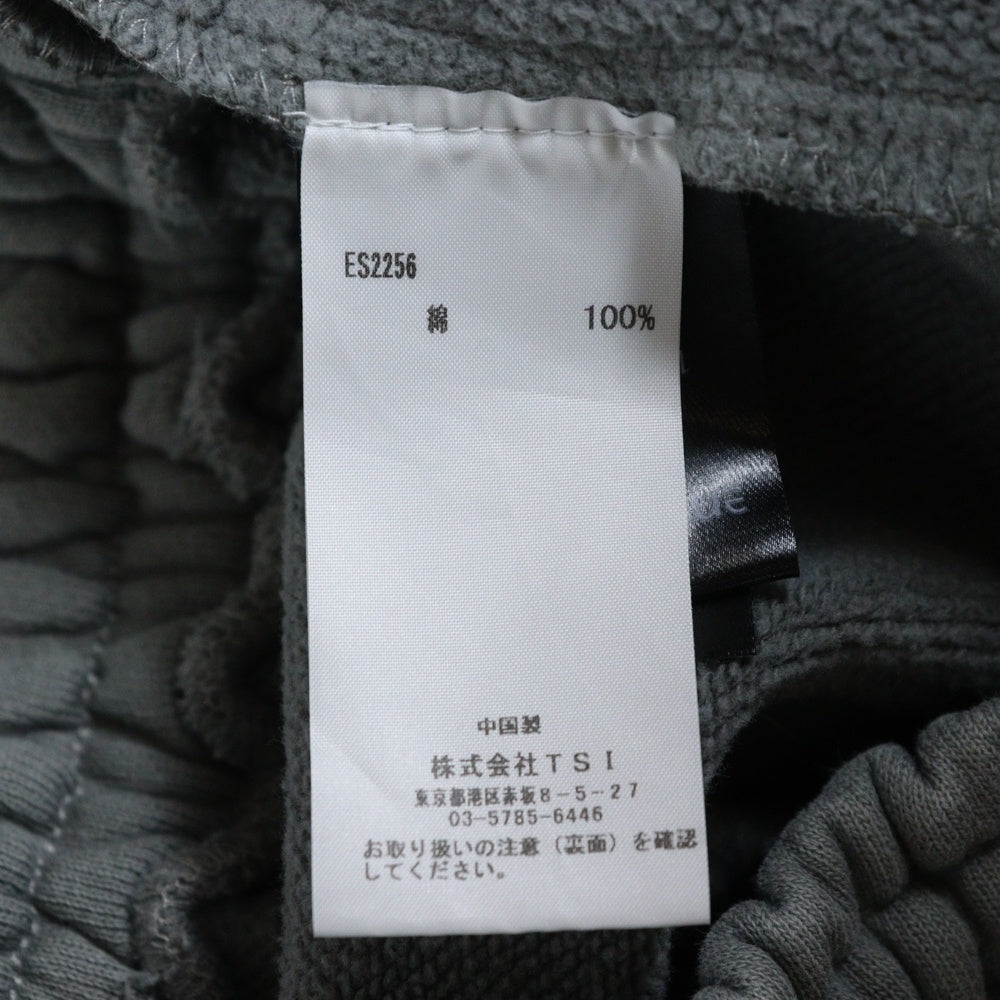 ES2256
綿 100%
中国製
株式会社TSI
東京都港区赤坂8-5-27
03-5785-6446
お取り扱いの注意(裏面)を確認
してください。